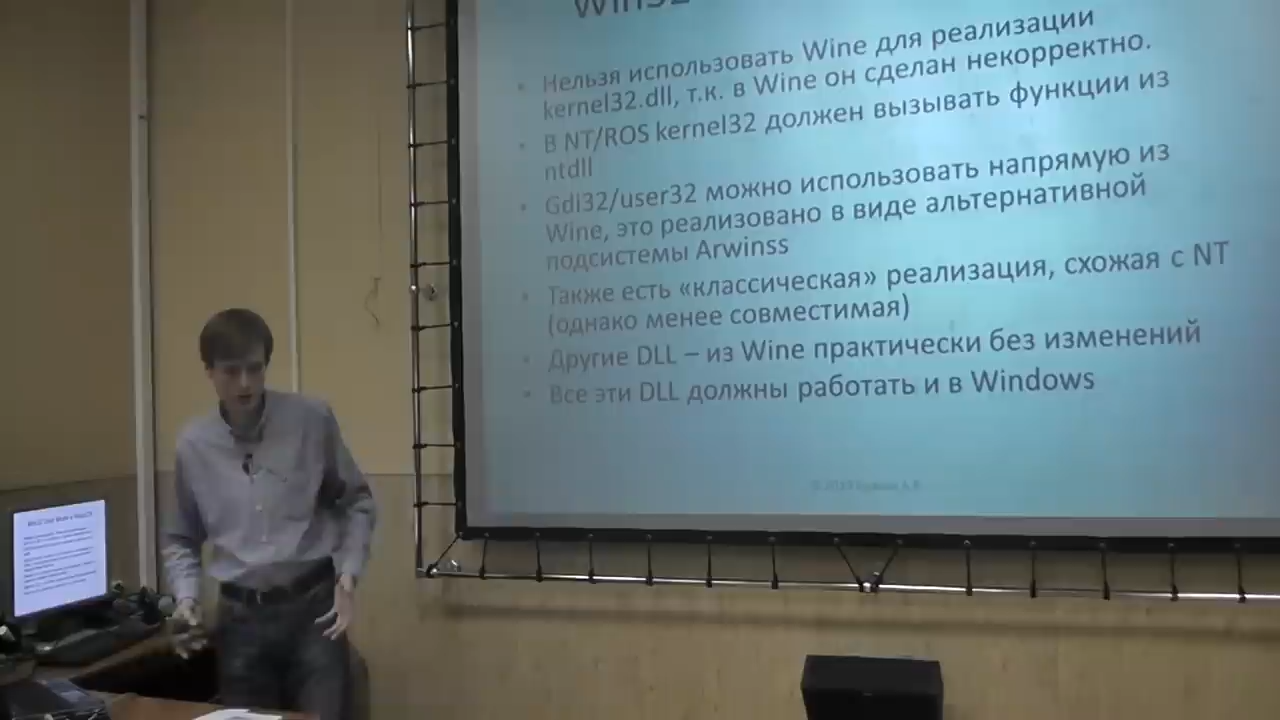 Win32
Нельзя использовать Wine для реализации
kernel32.dll, т.к. в Wine он сделан некорректно.
В NT/ROS kernel32 должен вызывать функции из
ntdll
Gdi32/user32 можно использовать напрямую из
Wine, это реализовано в виде альтернативной
подсистемы Arwinss
Также есть «классическая» реализация, схожая с NT
(однако менее совместимая)
Другие DLL – из Wine практически без изменений
Все эти DLL должны работать и в Windows